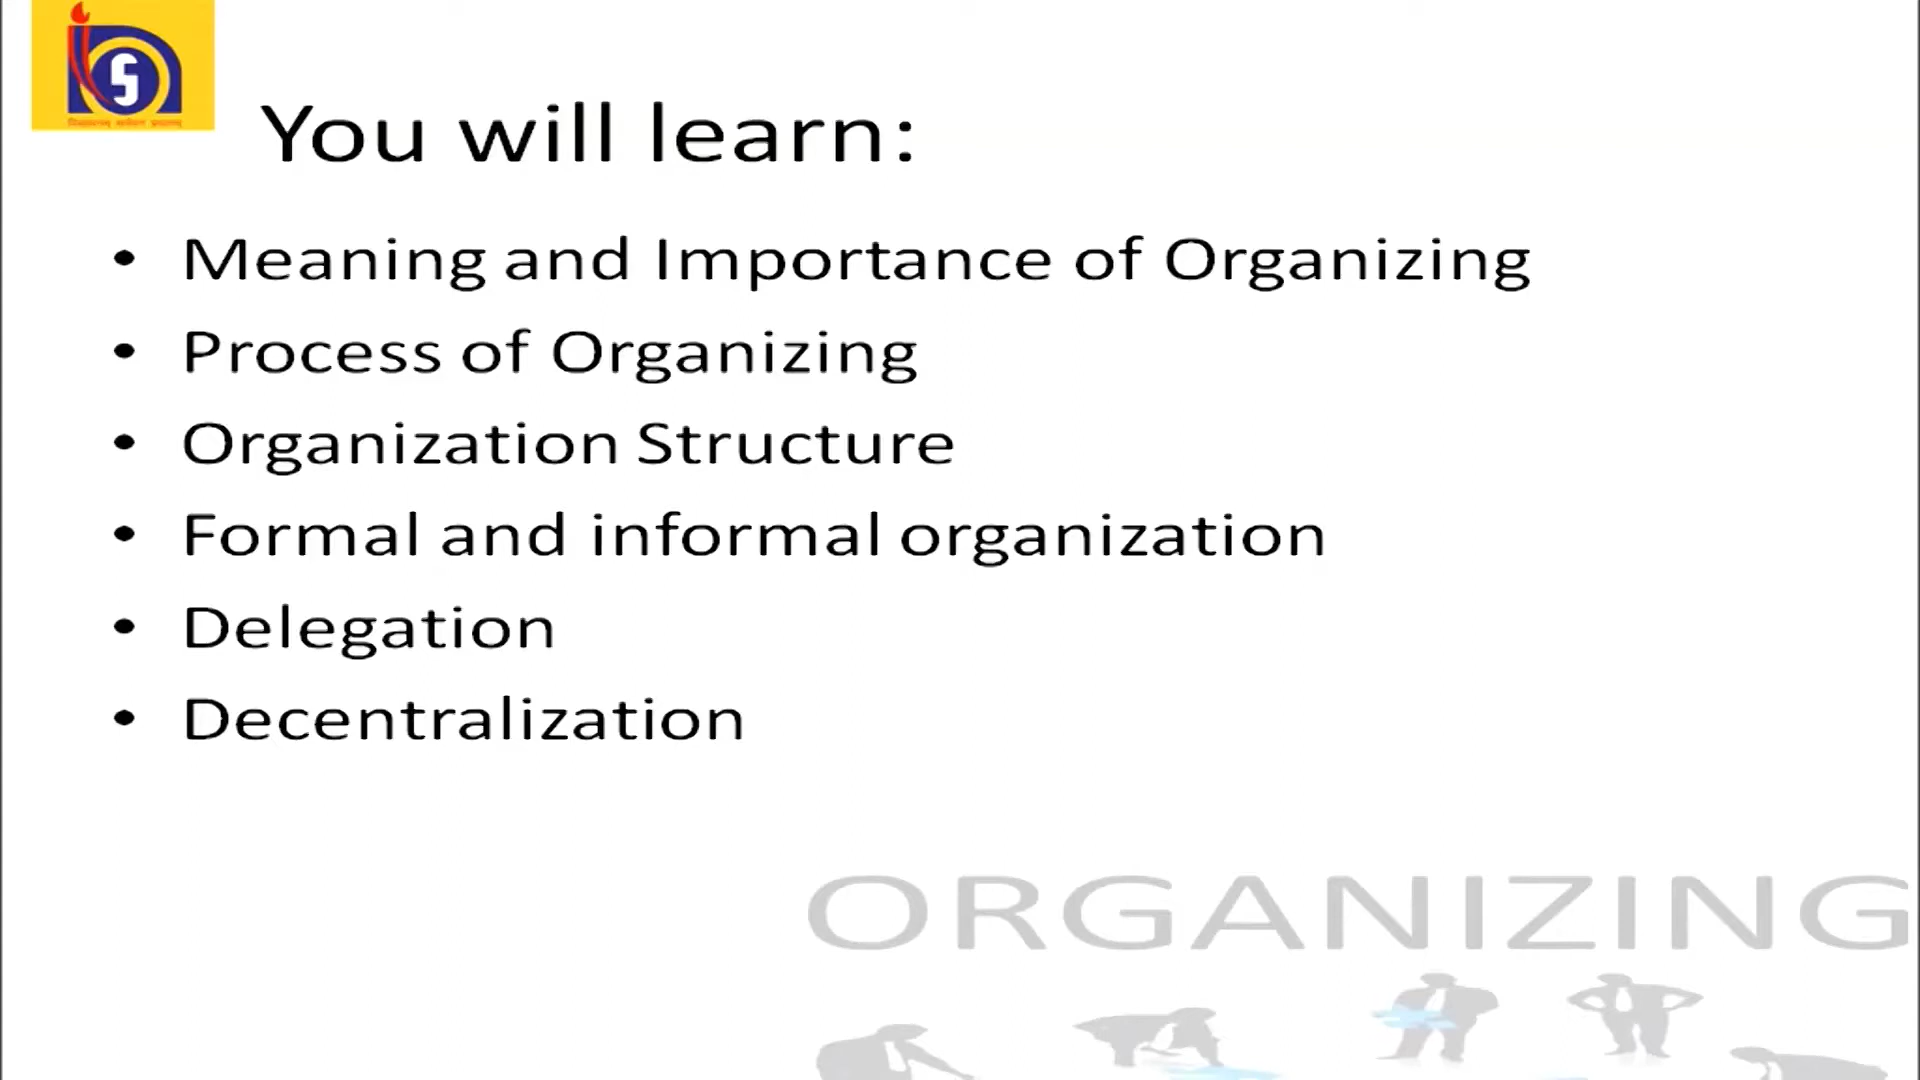 You will learn:
• Meaning and Importance of Organizing
• Process of Organizing
• Organization Structure
• Formal and informal organization
• Delegation
• Decentralization
ORGANIZING